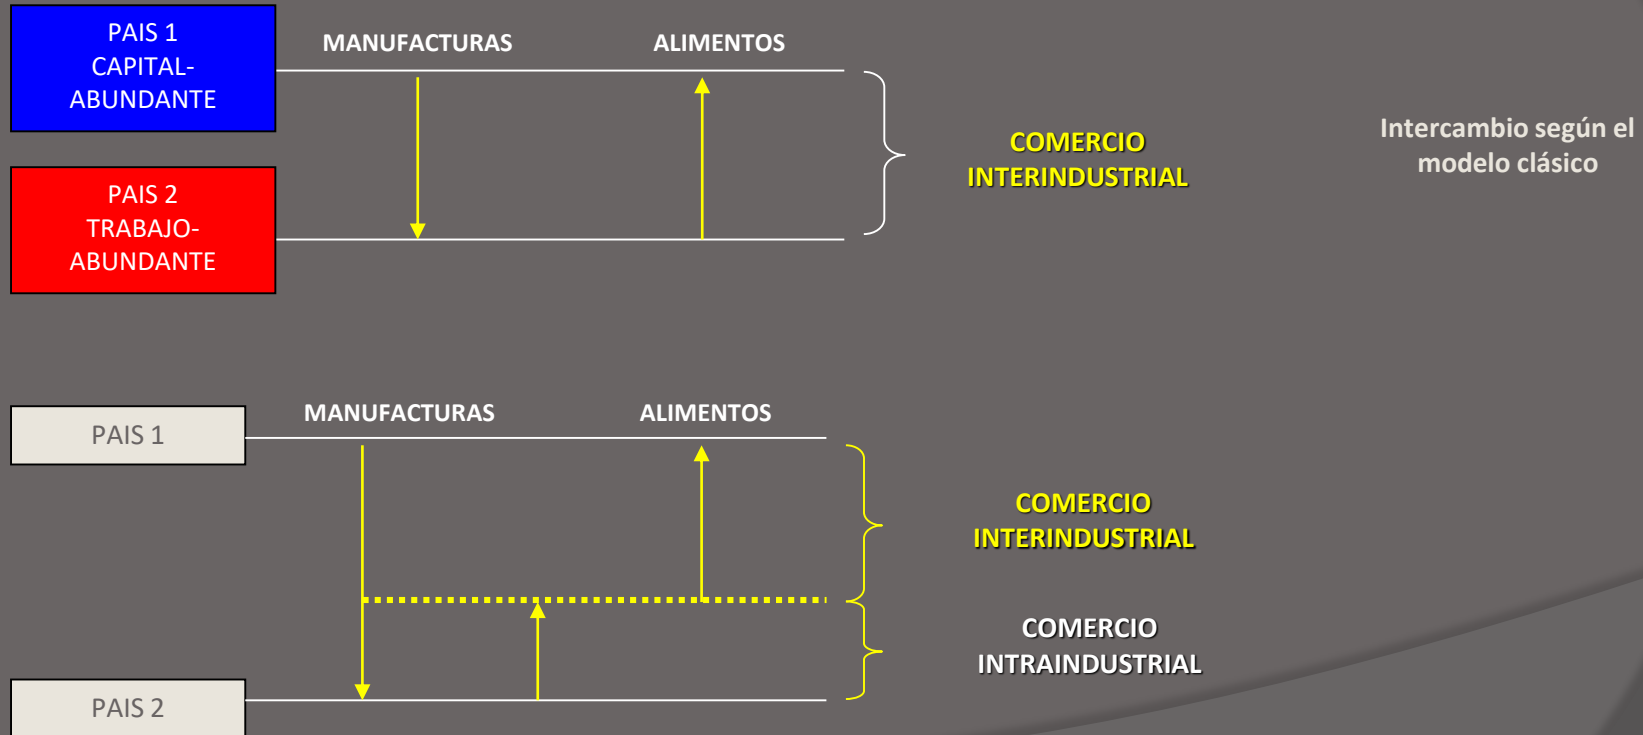 PAIS 1
CAPITAL-
ABUNDANTE
MANUFACTURAS
ALIMENTOS
COMERCIO
INTERINDUSTRIAL
Intercambio según el
modelo clásico
PAIS 2
TRABAJO-
ABUNDANTE
PAIS 1
MANUFACTURAS
ALIMENTOS
COMERCIO
INTERINDUSTRIAL
COMERCIO
INTRAINDUSTRIAL
PAIS 2